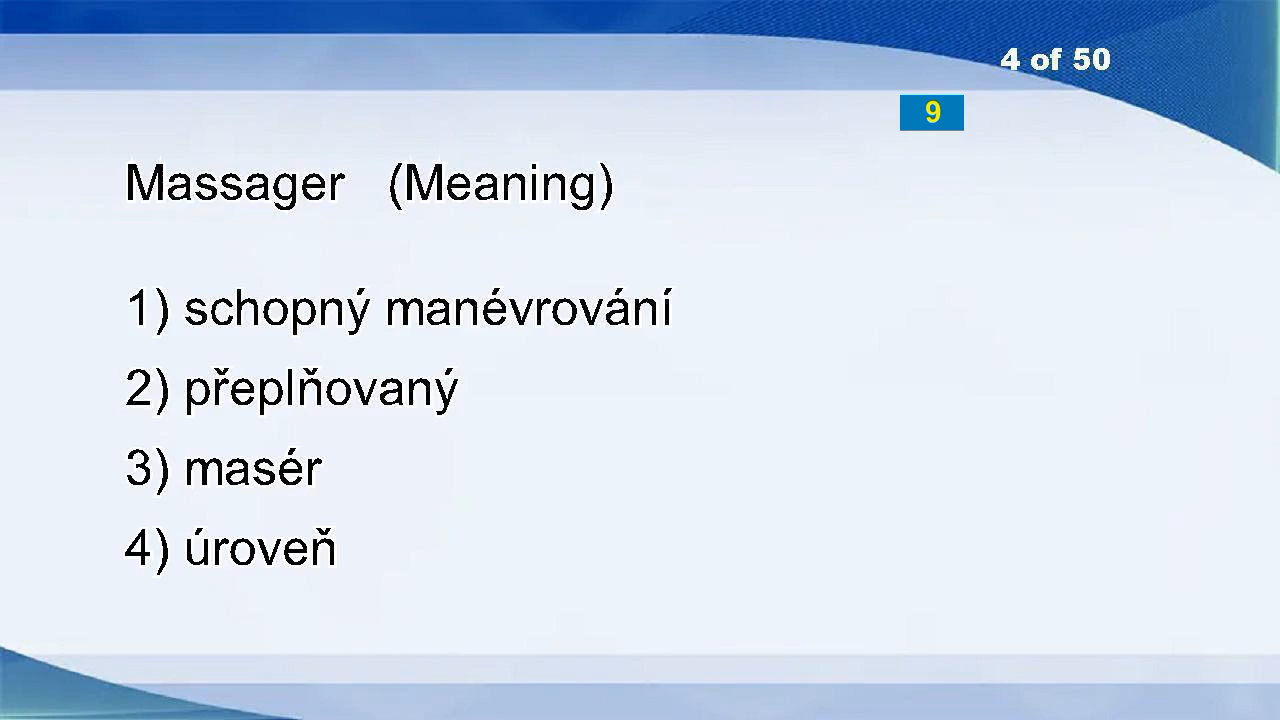 4 of 50
9
Massager (Meaning)
1) schopný manévrování
2) přeplňovaný
3) masér
4) úroveň